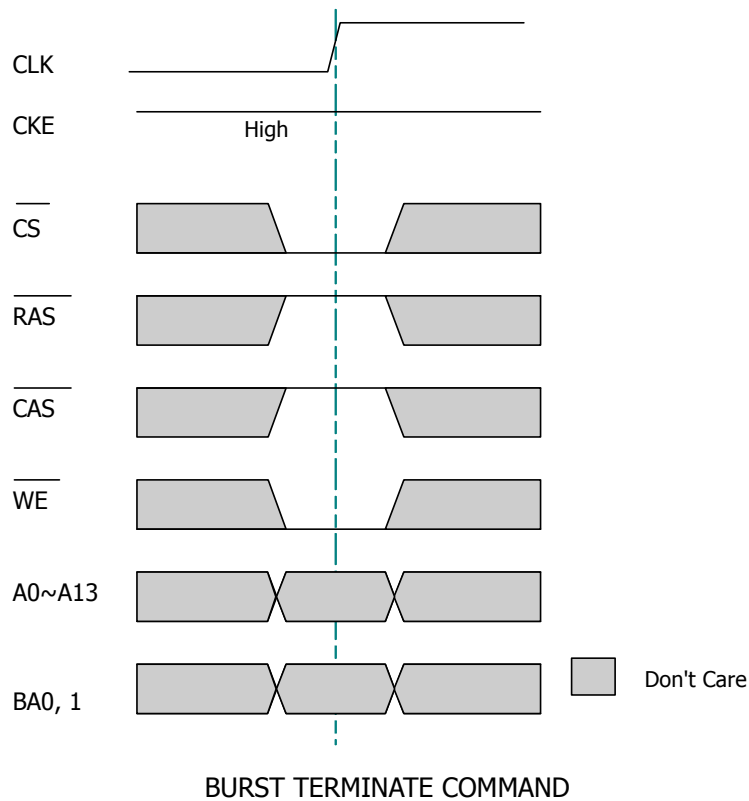 CLK
CKE
High
CS
RAS
CAS
WE
A0~A13
BA0, 1
Don't Care
BURST TERMINATE COMMAND